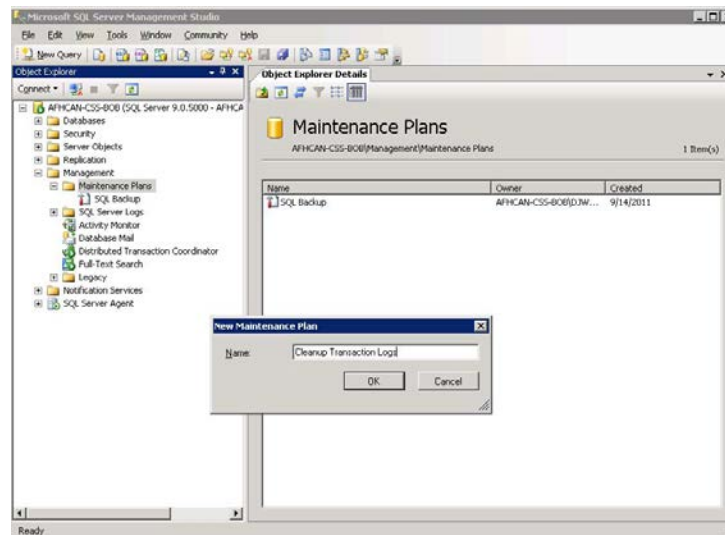 Microsoft SQL Server Management Studio
File Edit View Tools Window Community Help
New Query
Object Explorer
Connect
AFHCAN-CSS-BOB (SQL Server 9.0.5000 - AFHCA
Databases
Security
Server Objects
Replication
Management
Maintenance Plans
SQL Backup
SQL Server Logs
Activity Monitor
Database Mail
Distributed Transaction Coordinator
Full-Text Search
Legacy
Notification Services
SQL Server Agent
Object Explorer Details
Maintenance Plans
AFHCAN-CSS-BOB\Management\Maintenance Plans
1 Item(s)
Name Owner Created
SQL Backup AFHCAN-CSS-BOB\DJW... 9/14/2011
New Maintenance Plan
Name:
Cleanup Transaction Logs
OK Cancel
Ready